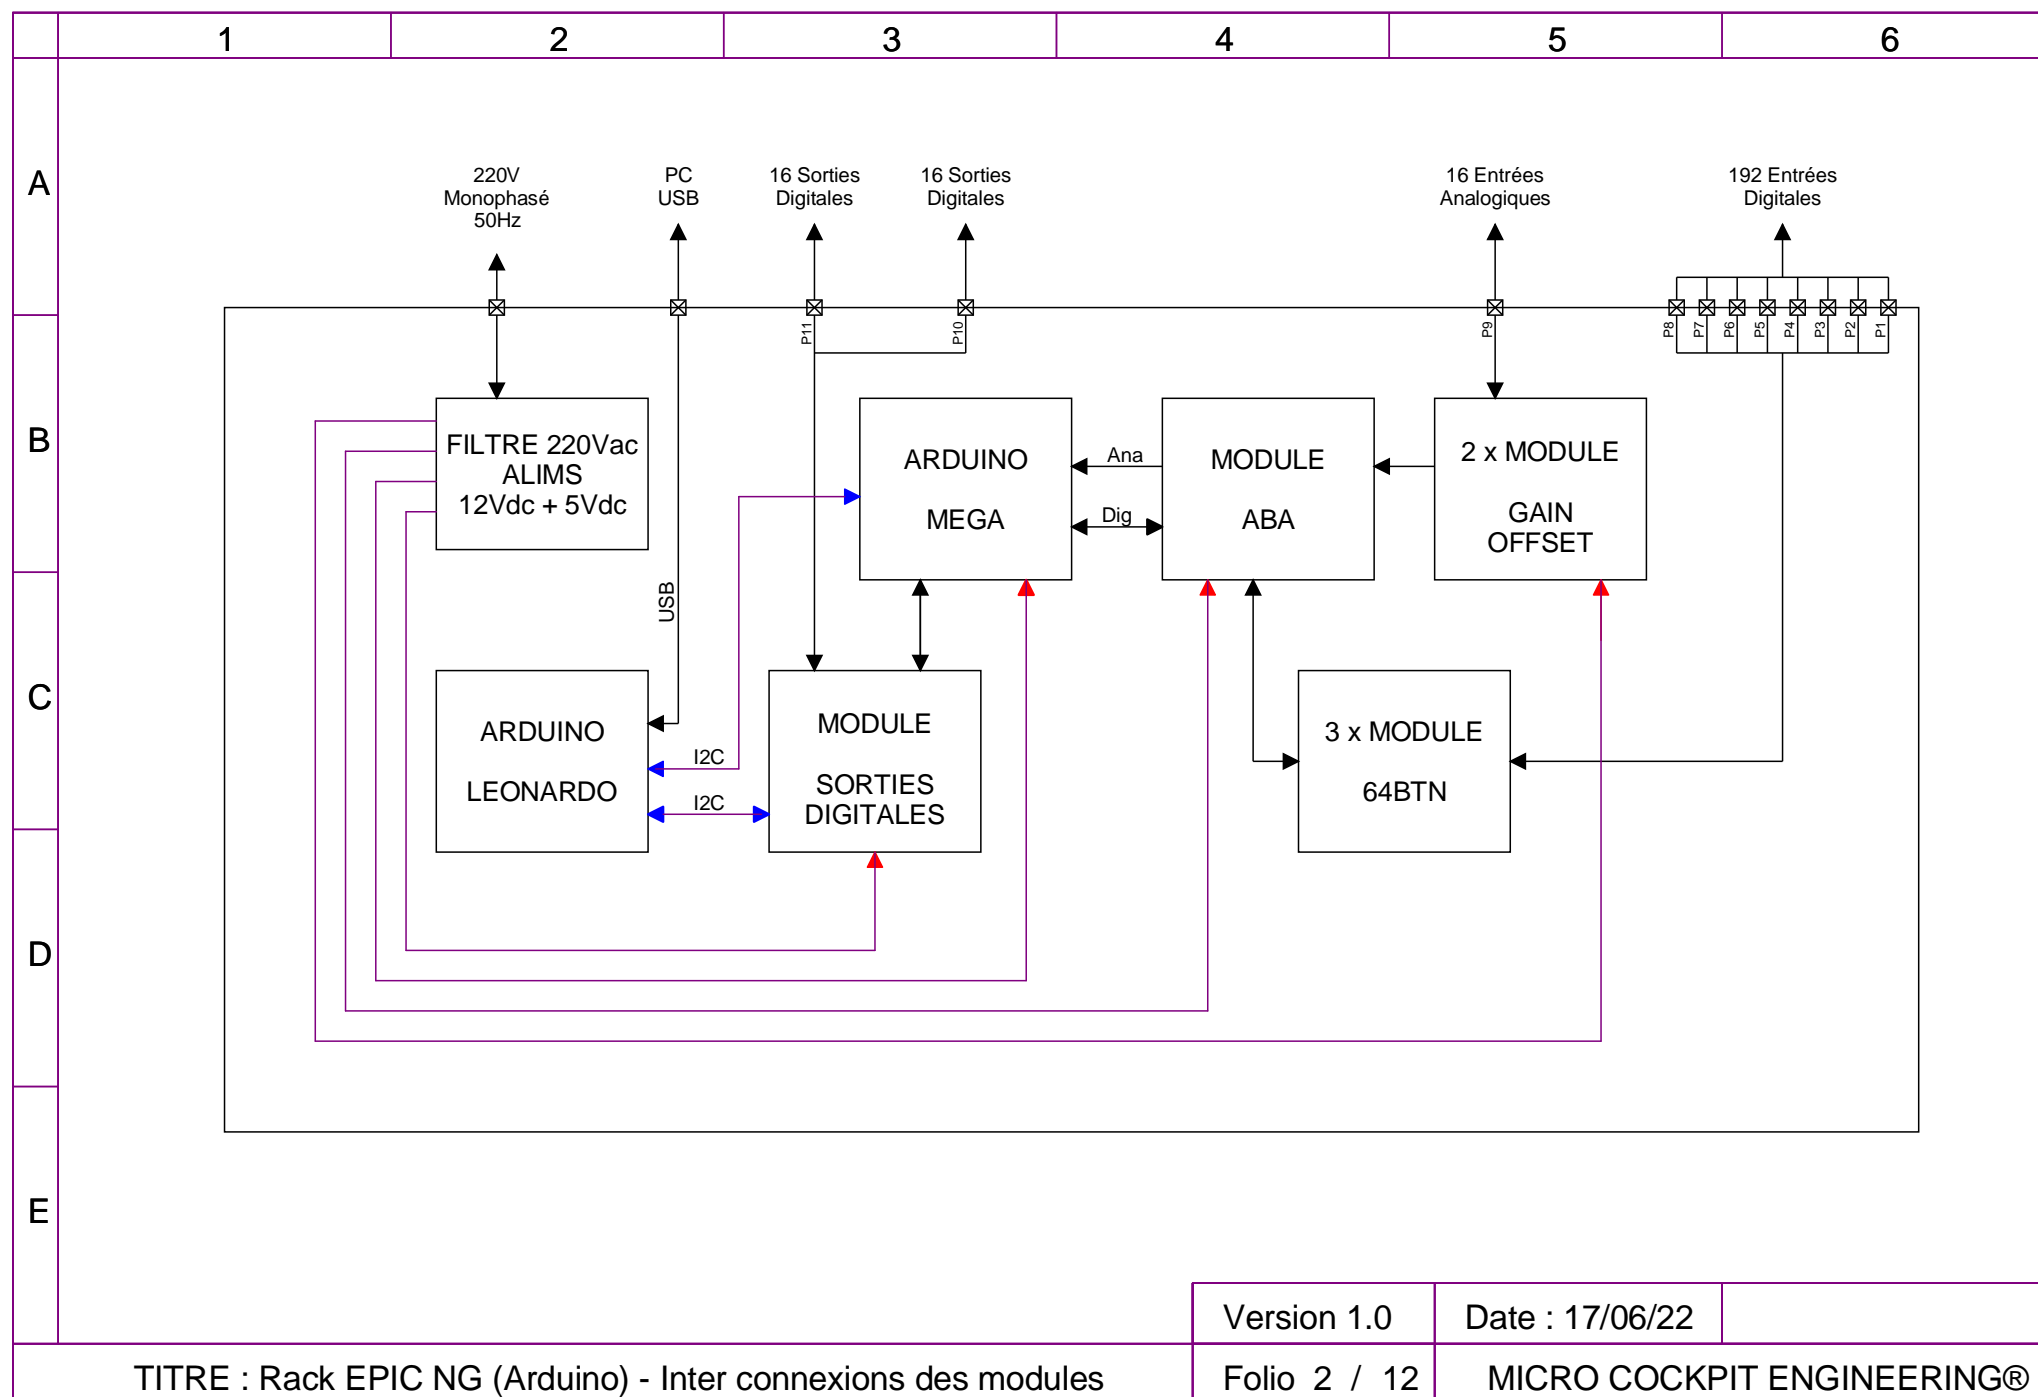 1 2 3 4 5 6
A
220V
Monophasé
50Hz
PC
USB
16 Sorties
Digitales
16 Sorties
Digitales
16 Entrées
Analogiques
192 Entrées
Digitales
P11
P10
P9
P8
P7
P6
P5
P4
P3
P2
P1
B
FILTRE 220Vac
ALIMS
12Vdc + 5Vdc
ARDUINO
MEGA
Ana
Dig
MODULE
ABA
2 x MODULE
GAIN
OFFSET
USB
C
ARDUINO
LEONARDO
I2C
I2C
MODULE
SORTIES
DIGITALES
3 x MODULE
64BTN
D
E
Version 1.0
Date : 17/06/22
TITRE : Rack EPIC NG (Arduino) - Inter connexions des modules
Folio 2 / 12
MICRO COCKPIT ENGINEERING®